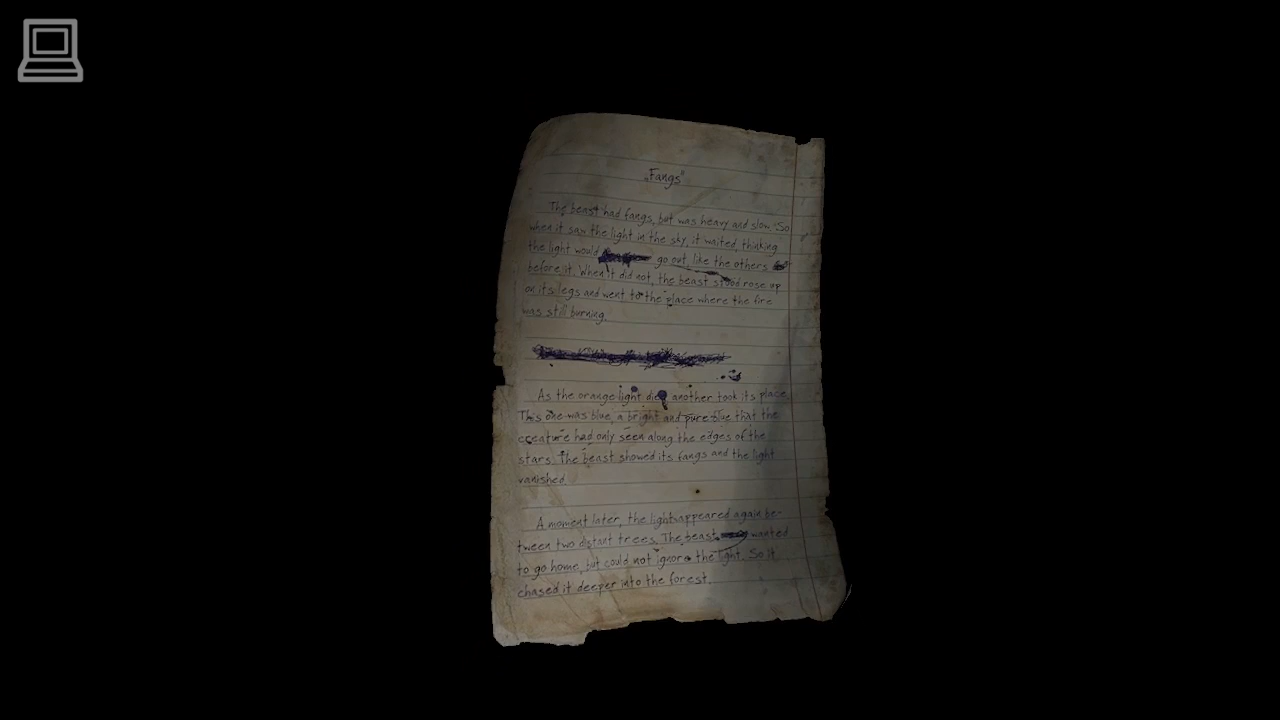 „Fangs"
The beast had fangs, but was heavy and slow. So
when it saw the light in the sky, it waited, thinking
the light would go out, like the others
before it. When it did not, the beast stood rose up
on its legs and went to the place where the fire
was still burning.
As the orange light died another took its place.
This one was blue, a bright and pure blue that the
creature had only seen along the edges of the
stars. The beast showed its fangs and the light
vanished.
A moment later, the light appeared again be-
tween two distant trees. The beast wanted
to go home, but could not ignore the light. So it
chased it deeper into the forest.